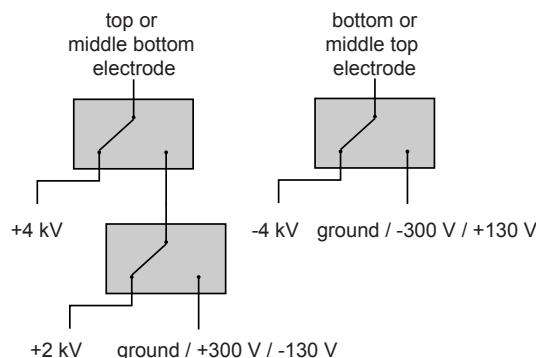 top or
middle bottom
electrode
bottom or
middle top
electrode
+4 kV
-4 kV ground / -300 V / +130 V
+2 kV ground / +300 V / -130 V